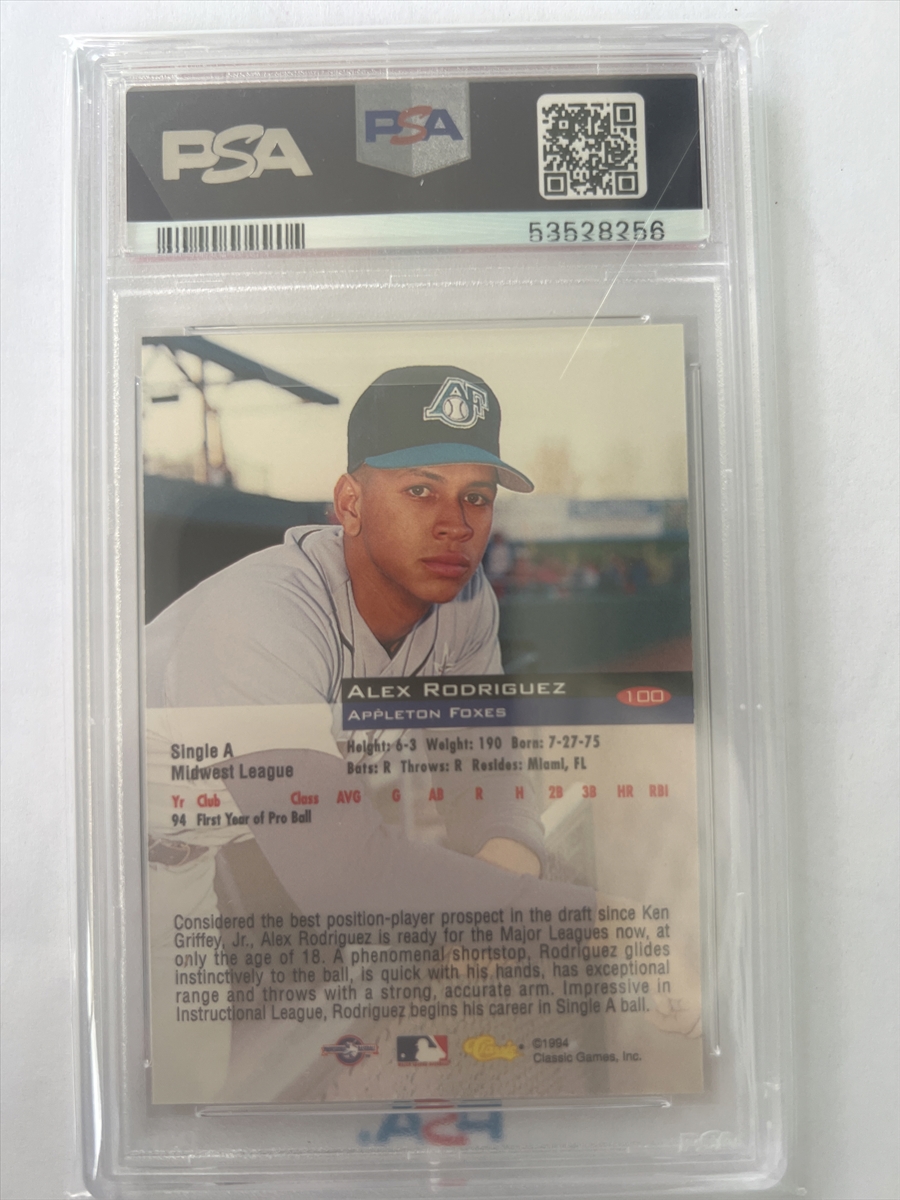 PSA
PSA
53528256
AF
ALEX RODRIGUEZ
100
APPLETON FOXES
Single A
Midwest League
Height: 6-3 Weight: 190 Born: 7-27-75
Bats: R Throws: R Resides: Miami, FL
Yr Club Class AVG G AB R H 2B 3B HR RBI
94 First Year of Pro Ball
Considered the best position-player prospect in the draft since Ken
Griffey, Jr., Alex Rodriguez is ready for the Major Leagues now, at
only the age of 18. A phenomenal shortstop, Rodriguez glides
instinctively to the ball, is quick with his hands, has exceptional
range and throws with a strong, accurate arm. Impressive in
Instructional League, Rodriguez begins his career in Single A ball.
Classic
©1994
Classic Games, Inc.
PSA